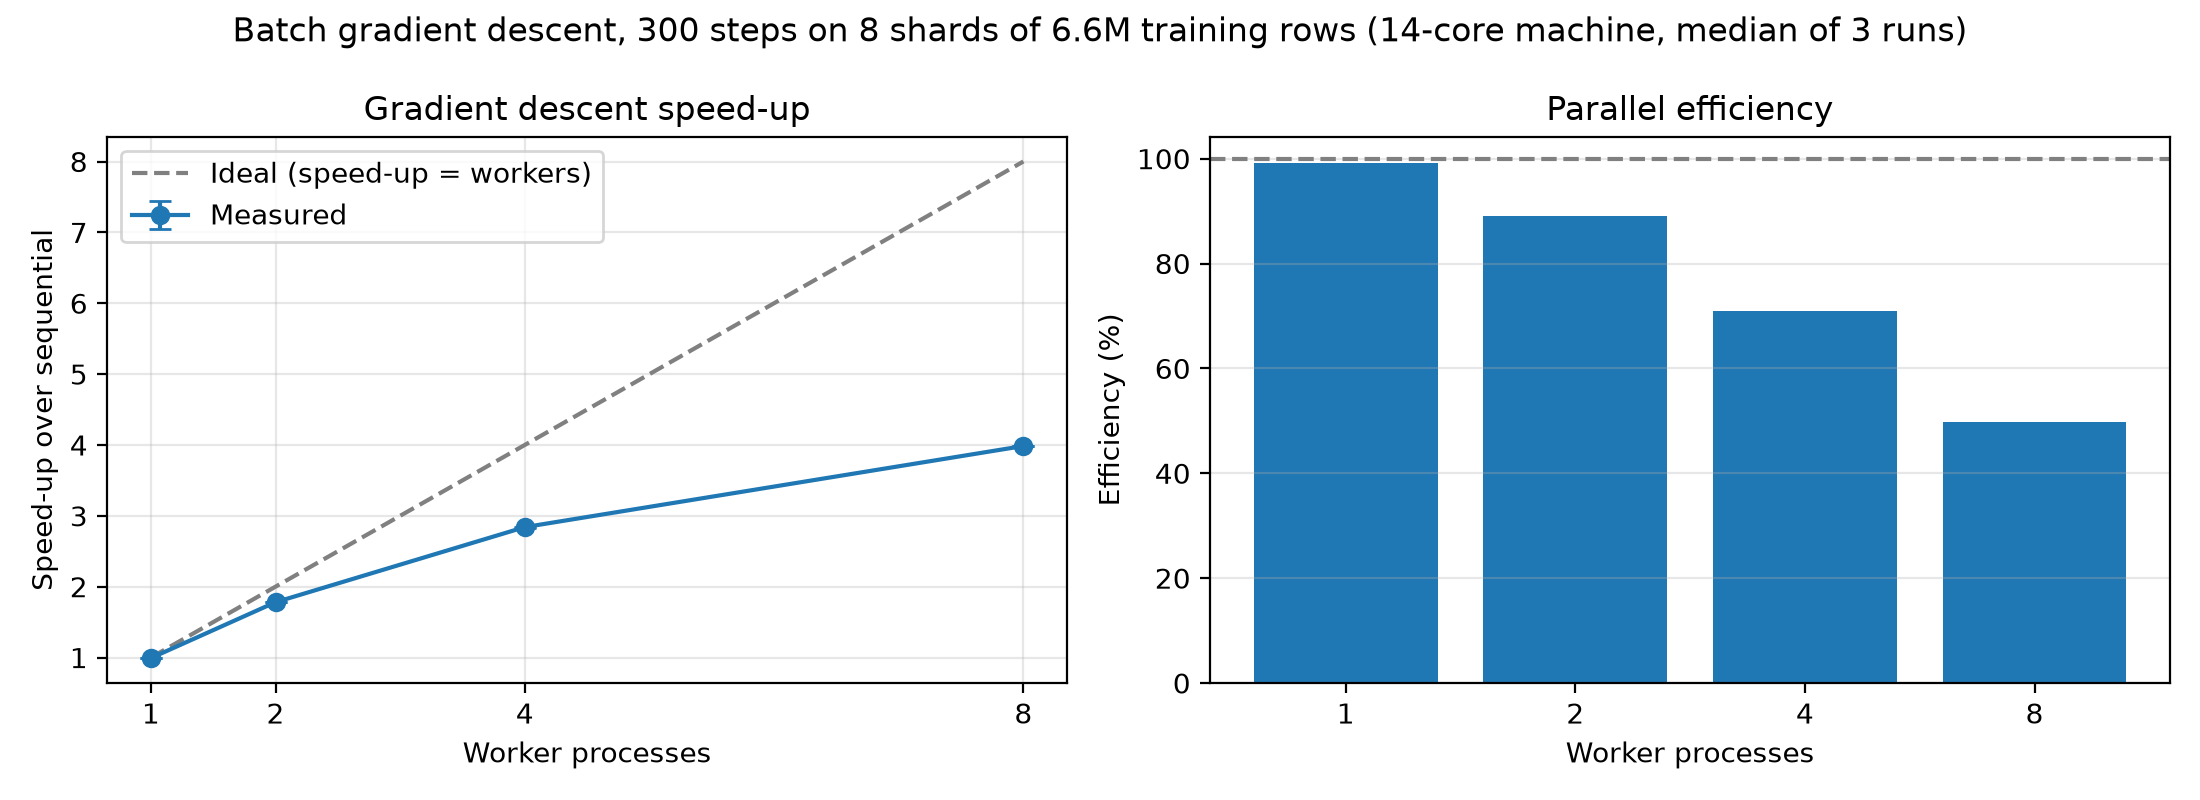 Batch gradient descent, 300 steps on 8 shards of 6.6M training rows (14-core machine, median of 3 runs)
Gradient descent speed-up
Ideal (speed-up = workers)
Measured
Speed-up over sequential
8
7
6
5
4
3
2
1
1
2
4
8
Worker processes
Parallel efficiency
Efficiency (%)
100
80
60
40
20
0
1
2
4
8
Worker processes